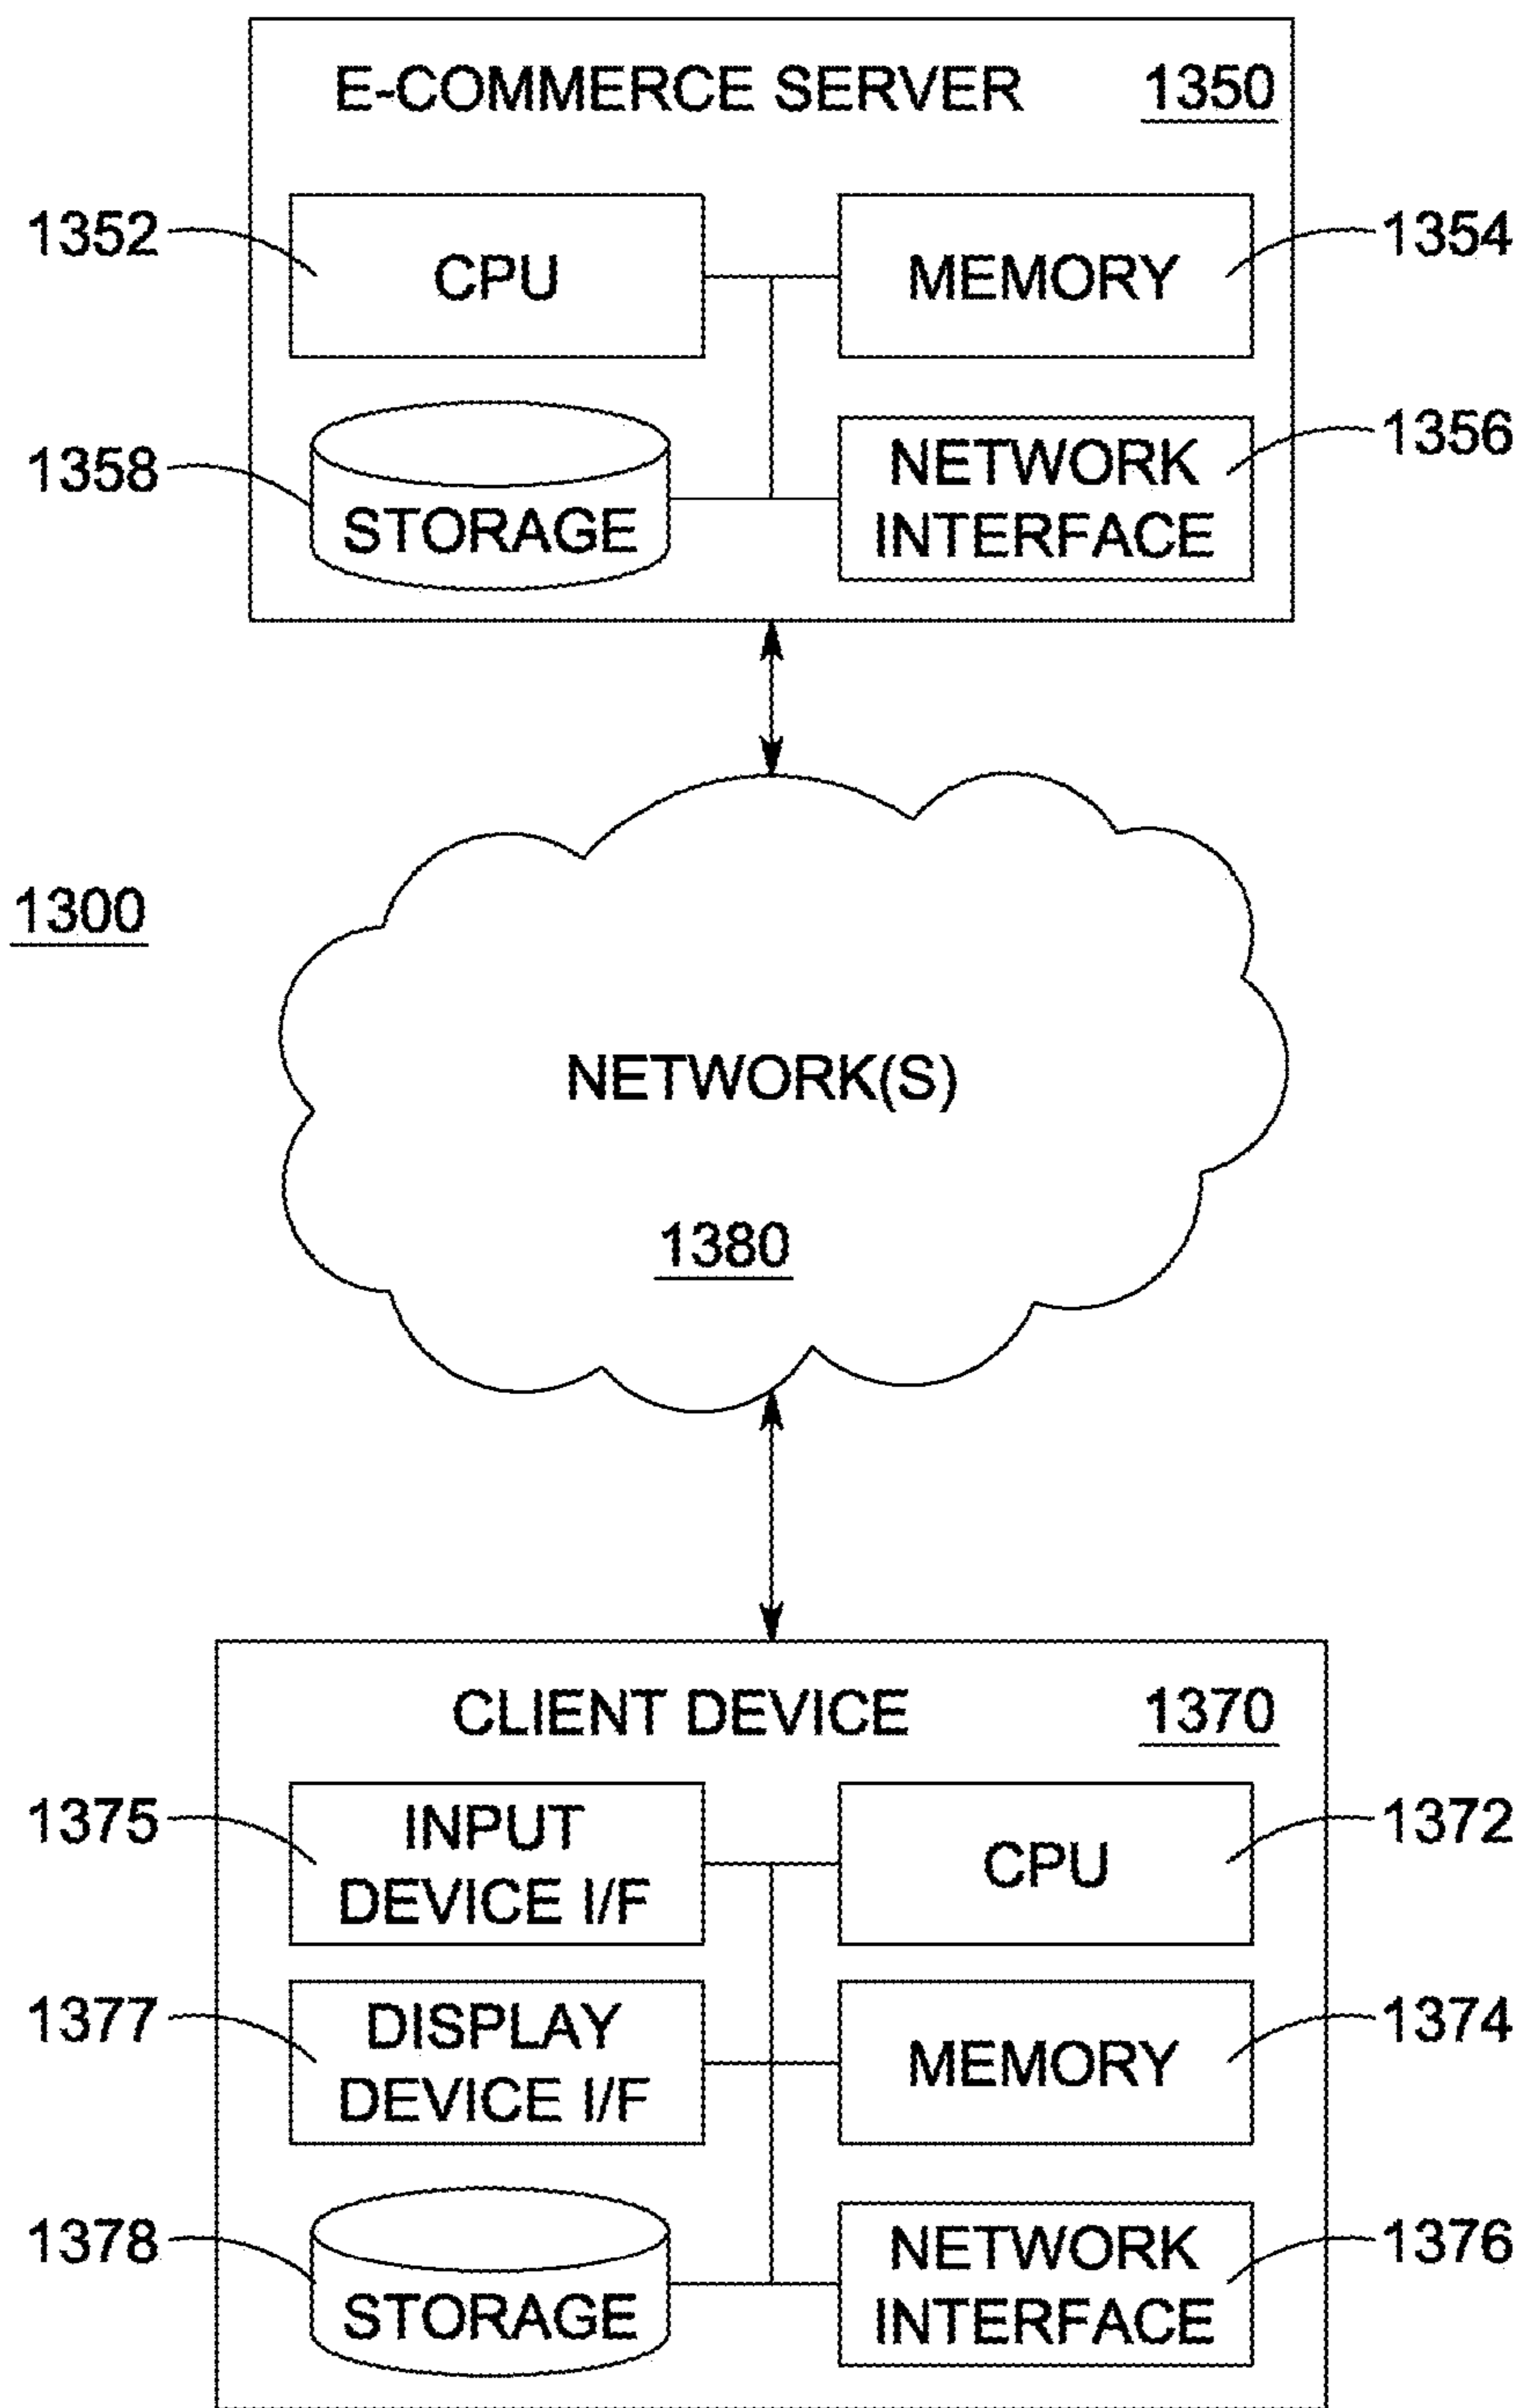 E-COMMERCE SERVER 1350
1352 CPU MEMORY 1354
1358 STORAGE NETWORK INTERFACE 1356
1300
NETWORK(S)
1380
CLIENT DEVICE 1370
1375 INPUT DEVICE I/F CPU 1372
1377 DISPLAY DEVICE I/F MEMORY 1374
1378 STORAGE NETWORK INTERFACE 1376